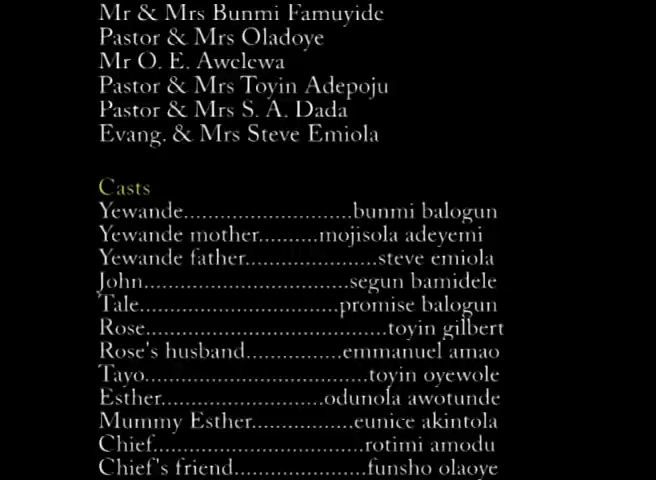 Mr & Mrs Bunmi Famuyide
Pastor & Mrs Oladoye
Mr O. E. Awelewa
Pastor & Mrs Toyin Adepoju
Pastor & Mrs S. A. Dada
Evang. & Mrs Steve Emiola
Casts
Yewande............................bunmi balogun
Yewande mother..........mojisola adeyemi
Yewande father......................steve emiola
John..................................segun bamidele
Tale.................................promise balogun
Rose........................................toyin gilbert
Rose's husband................emmanuel amao
Tayo.....................................toyin oyewole
Esther...........................odunola awotunde
Mummy Esther.................eunice akintola
Chief...................................rotimi amodu
Chief's friend......................funsho olaoye